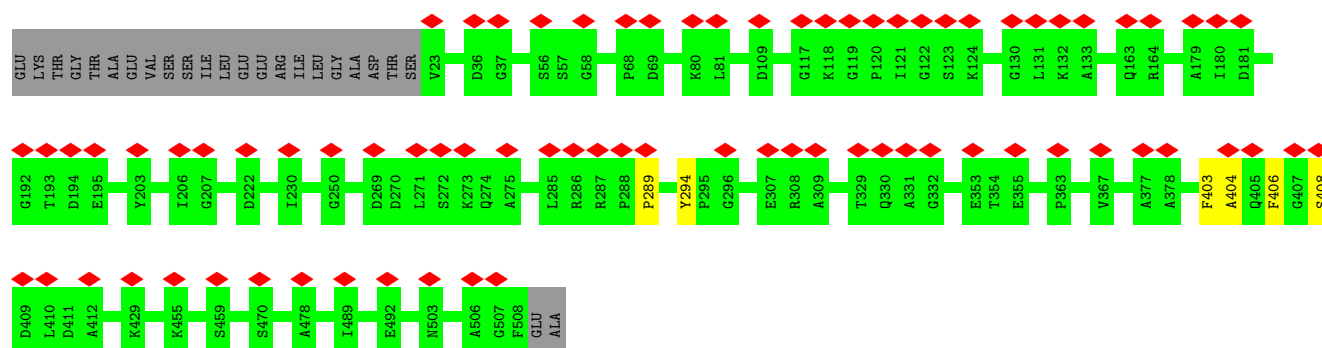 GLU LYS THR GLY THR ALA GLU VAL SER SER ILE LEU GLU GLU ARG ILE LEU GLY ALA ASP THR SER V23 D36 G37 S56 S57 G58 P68 D69 K80 L81 D109 G117 K118 G119 P120 I121 G122 S123 K124 G130 L131 K132 A133 Q163 R164 A179 I180 D181
G192 T193 D194 E195 Y203 I206 G207 D222 I230 G250 D269 D270 L271 S272 K273 Q274 A275 L285 R286 R287 P288 P289 Y294 P295 G296 E307 R308 A309 T329 Q330 A331 G332 E353 T354 E355 P363 V367 A377 A378 F403 A404 Q405 F406 G407 S408
D409 L410 D411 A412 K429 K455 S459 S470 A478 I489 E492 N503 A506 G507 F508 GLU ALA